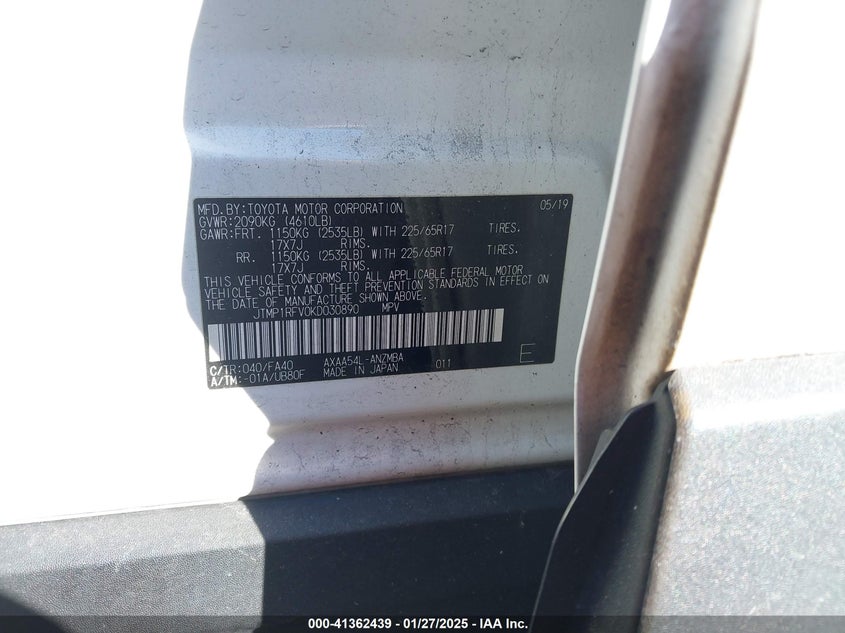 MFD.BY:TOYOTA MOTOR CORPORATION 05/19
GVWR:2090KG (4610LB)
GAWR:FRT. 1150KG (2535LB) WITH 225/65R17 TIRES.
17X7J RIMS.
RR. 1150KG (2535LB) WITH 225/65R17 TIRES.
17X7J RIMS.
THIS VEHICLE CONFORMS TO ALL APPLICABLE FEDERAL MOTOR
VEHICLE SAFETY AND THEFT PREVENTION STANDARDS IN EFFECT ON
THE DATE OF MANUFACTURE SHOWN ABOVE.
JTMP1RFV0KD030890 MPV
C/TR:040/FA40 AXAA54L-ANZMBA 011 E
A/TM:-01A/UB80F MADE IN JAPAN
000-41362439 - 01/27/2025 - IAA Inc.